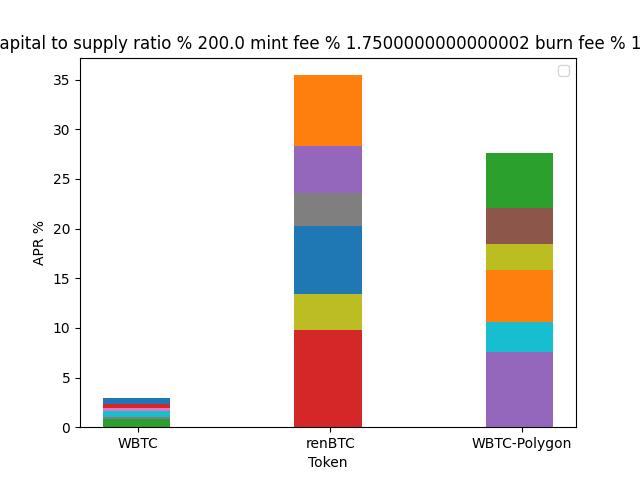 apital to supply ratio % 200.0 mint fee % 1.7500000000000002 burn fee % 1
35
30
25
20
15
10
5
0
APR %
WBTC renBTC WBTC-Polygon
Token